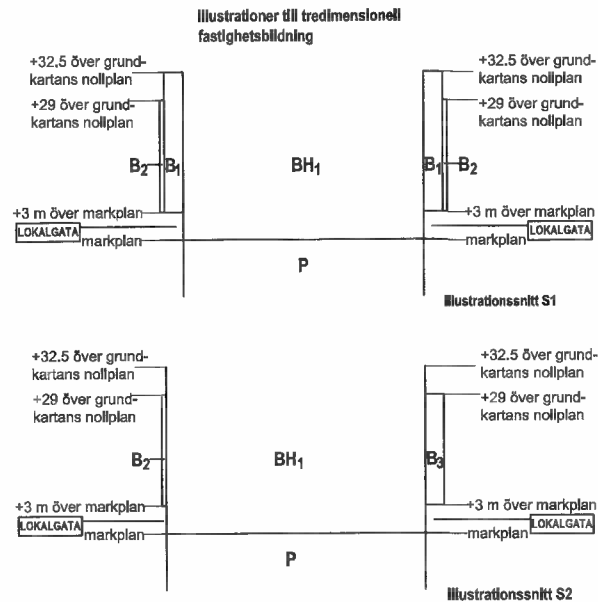 Illustrationer till tredimensionell
fastighetsbildning
+32,5 över grund-
kartans nollplan
+29 över grund-
kartans nollplan
B2
B1
BH1
+3 m över markplan
LOKALGATA
markplan
P
+32.5 över grund-
kartans nollplan
+29 över grund-
kartans nollplan
B1
B2
+3 m över markplan
LOKALGATA
markplan
Illustrationssnitt S1
+32.5 över grund-
kartans nollplan
+29 över grund-
kartans nollplan
B2
BH1
+3 m över markplan
LOKALGATA
markplan
P
+32.5 över grund-
kartans nollplan
+29 över grund-
kartans nollplan
B3
+3 m över markplan
LOKALGATA
markplan
Illustrationssnitt S2